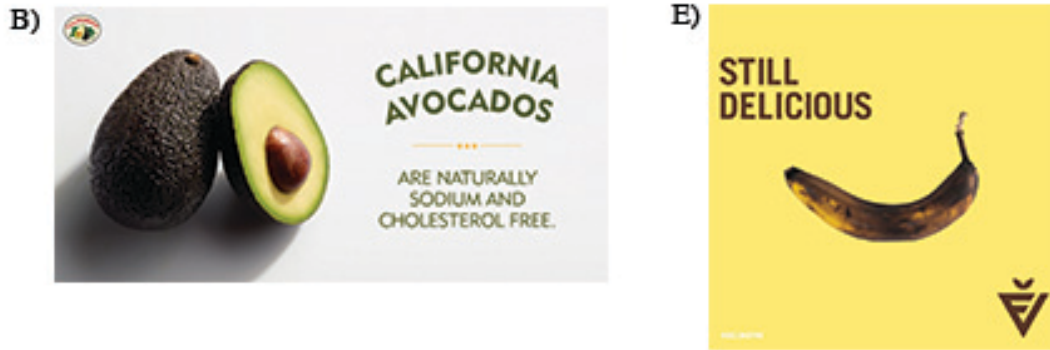 B)
CALIFORNIA
AVOCADOS
ARE NATURALLY
SODIUM AND
CHOLESTEROL FREE.
E)
STILL
DELICIOUS